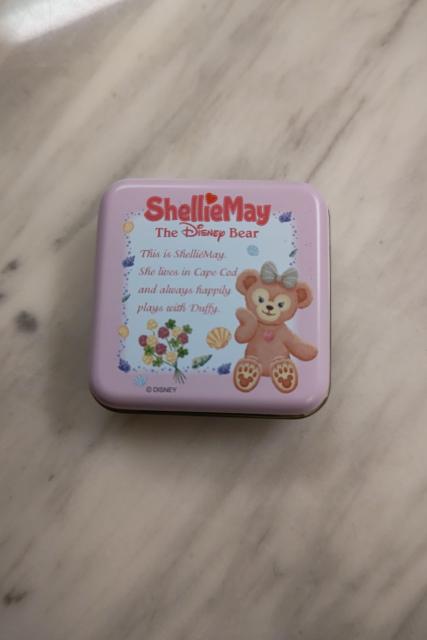 ShellieMay
The Disney Bear
This is ShellieMay.
She lives in Cape Cod
and always happily
plays with Duffy.
© DISNEY